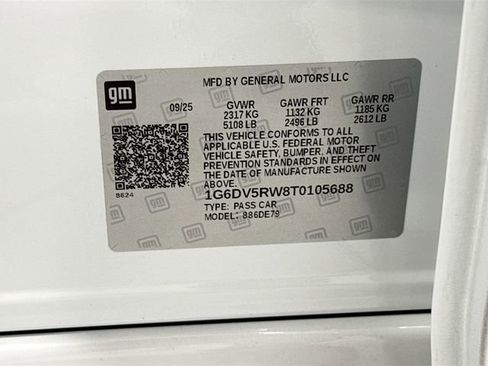 gm
MFD BY GENERAL MOTORS LLC
09/25 GVWR GAWR FRT GAWR RR
2317 KG 1132 KG 1185 KG
5108 LB 2496 LB 2612 LB
THIS VEHICLE CONFORMS TO ALL
APPLICABLE U.S. FEDERAL MOTOR
VEHICLE SAFETY, BUMPER, AND THEFT
PREVENTION STANDARDS IN EFFECT ON
THE DATE OF MANUFACTURE SHOWN ABOVE.
8624
1G6DV5RW8T0105688
TYPE: PASS CAR
MODEL: 886DE79